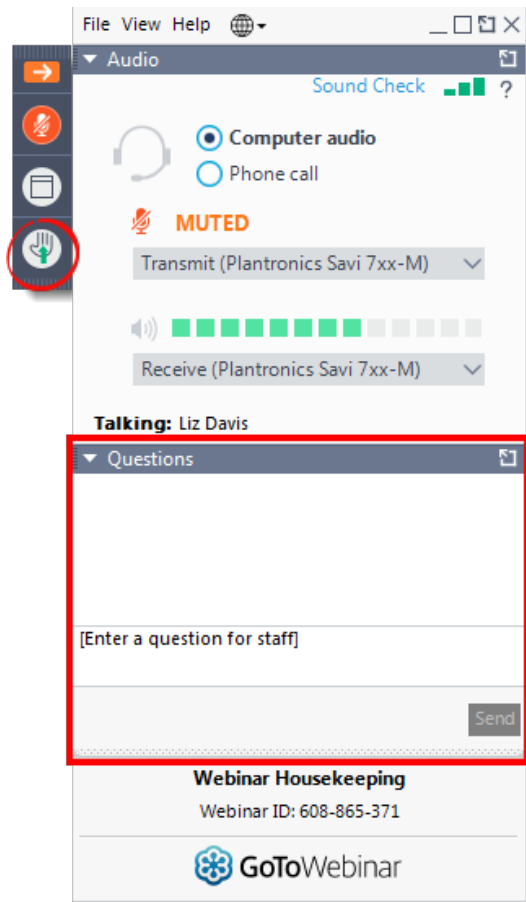 File View Help
Audio
Sound Check ?
Computer audio
Phone call
MUTED
Transmit (Plantronics Savi 7xx-M)
Receive (Plantronics Savi 7xx-M)
Talking: Liz Davis
Questions
[Enter a question for staff]
Send
Webinar Housekeeping
Webinar ID: 608-865-371
GoToWebinar